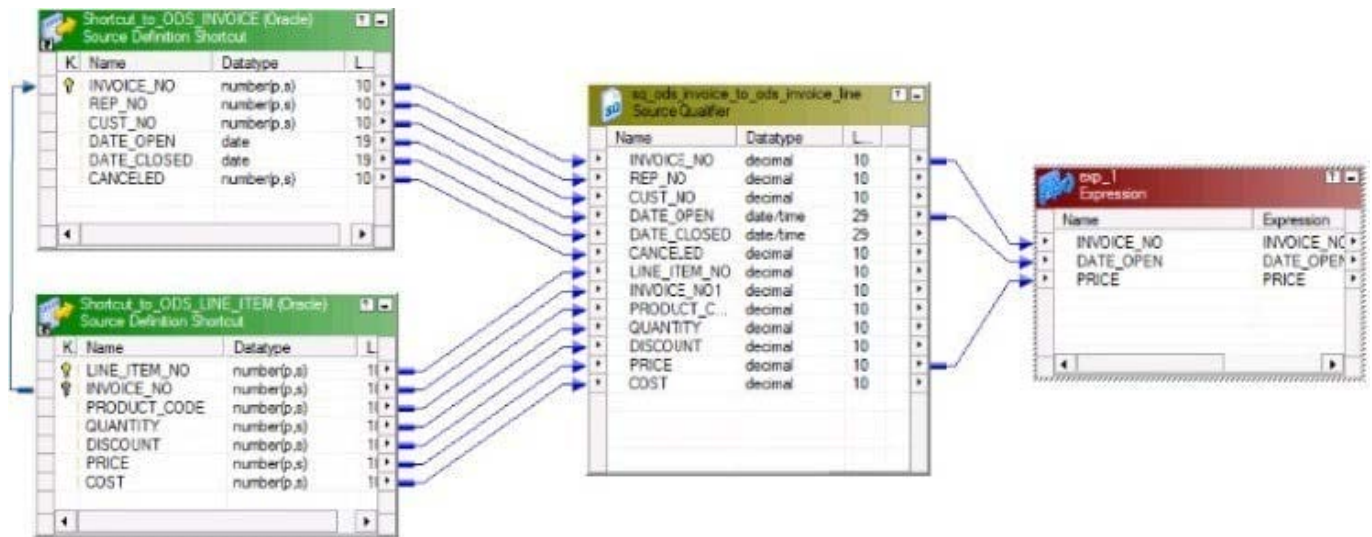 Shortcut_to_ODS_INVOICE (Oracle)
Source Definition Shortcut
K. Name Datatype L...
INVOICE_NO number(p,s) 10
REP_NO number(p,s) 10
CUST_NO number(p,s) 10
DATE_OPEN date 19
DATE_CLOSED date 19
CANCELED number(p,s) 10
Shortcut_to_ODS_LINE_ITEM (Oracle)
Source Definition Shortcut
K. Name Datatype L
LINE_ITEM_NO number(p,s)
INVOICE_NO number(p,s)
PRODUCT_CODE number(p,s)
QUANTITY number(p,s)
DISCOUNT number(p,s)
PRICE number(p,s)
COST number(p,s)
sq_ods_invoice_to_ods_invoice_line
SQ Source Qualifier
Name Datatype L...
INVOICE_NO decimal 10
REP_NO decimal 10
CUST_NO decimal 10
DATE_OPEN date/time 29
DATE_CLOSED date/time 29
CANCELED decimal 10
LINE_ITEM_NO decimal 10
INVOICE_NO1 decimal 10
PRODUCT_C... decimal 10
QUANTITY decimal 10
DISCOUNT decimal 10
PRICE decimal 10
COST decimal 10
exp_1
Expression
Name Expression
INVOICE_NO INVOICE_NC
DATE_OPEN DATE_OPEN
PRICE PRICE